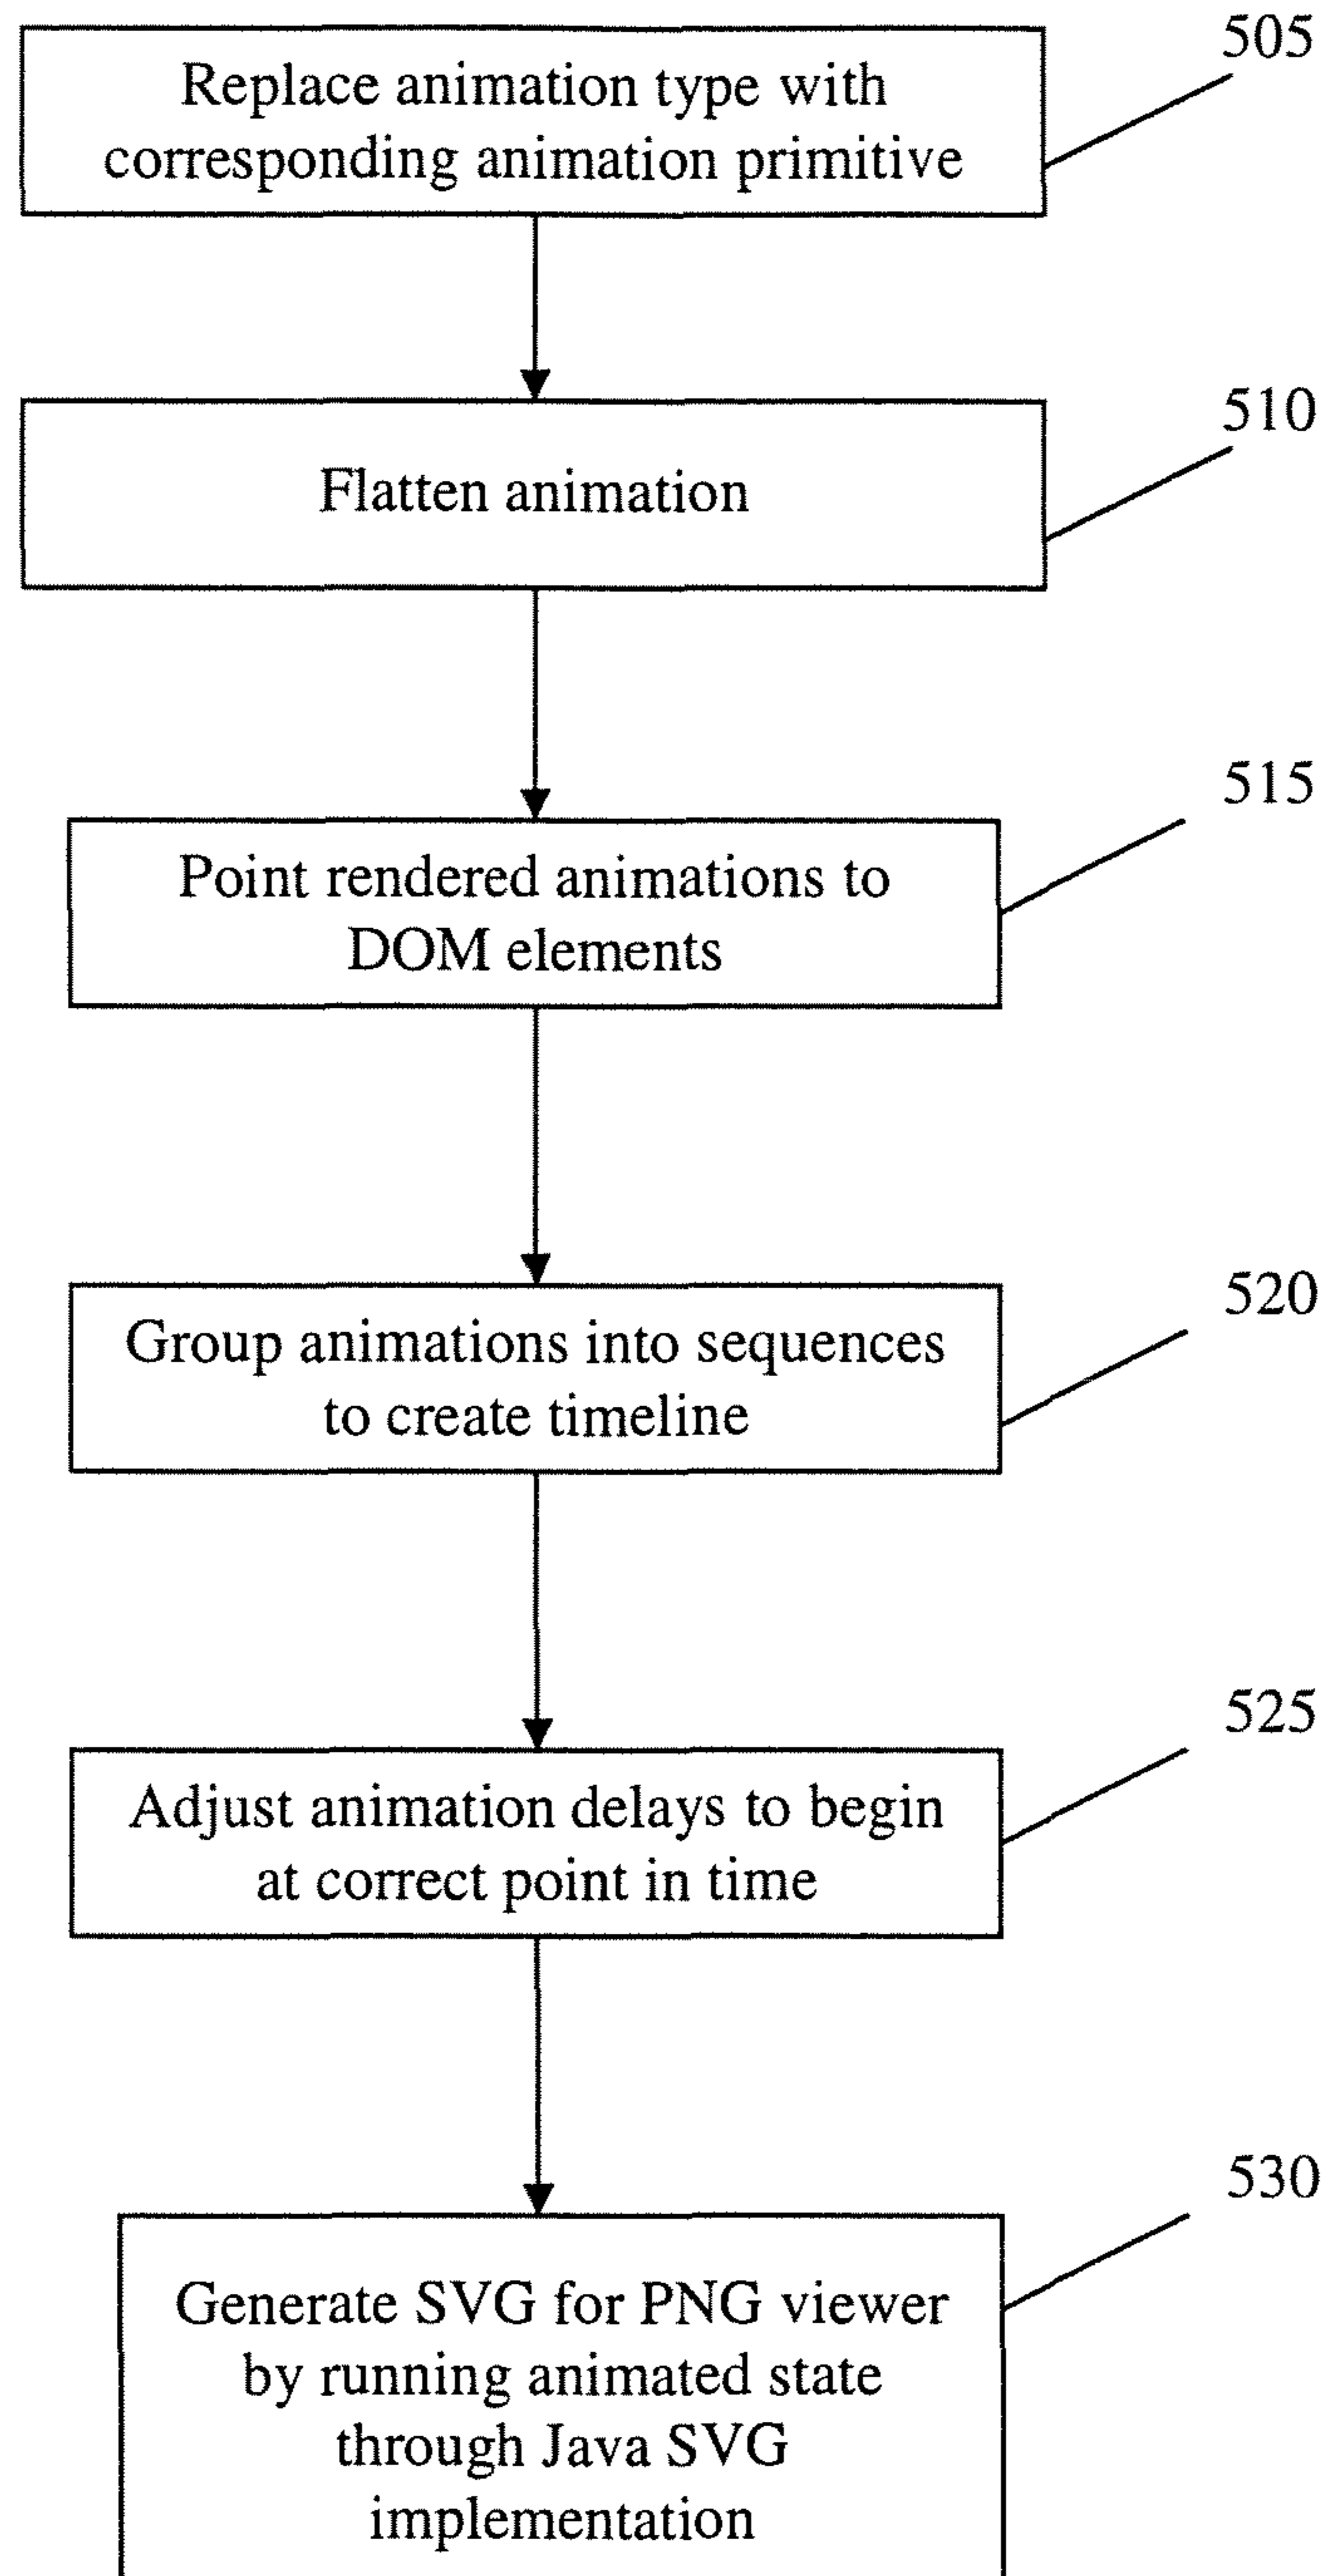 505
Replace animation type with
corresponding animation primitive
510
Flatten animation
515
Point rendered animations to
DOM elements
520
Group animations into sequences
to create timeline
525
Adjust animation delays to begin
at correct point in time
530
Generate SVG for PNG viewer
by running animated state
through Java SVG
implementation